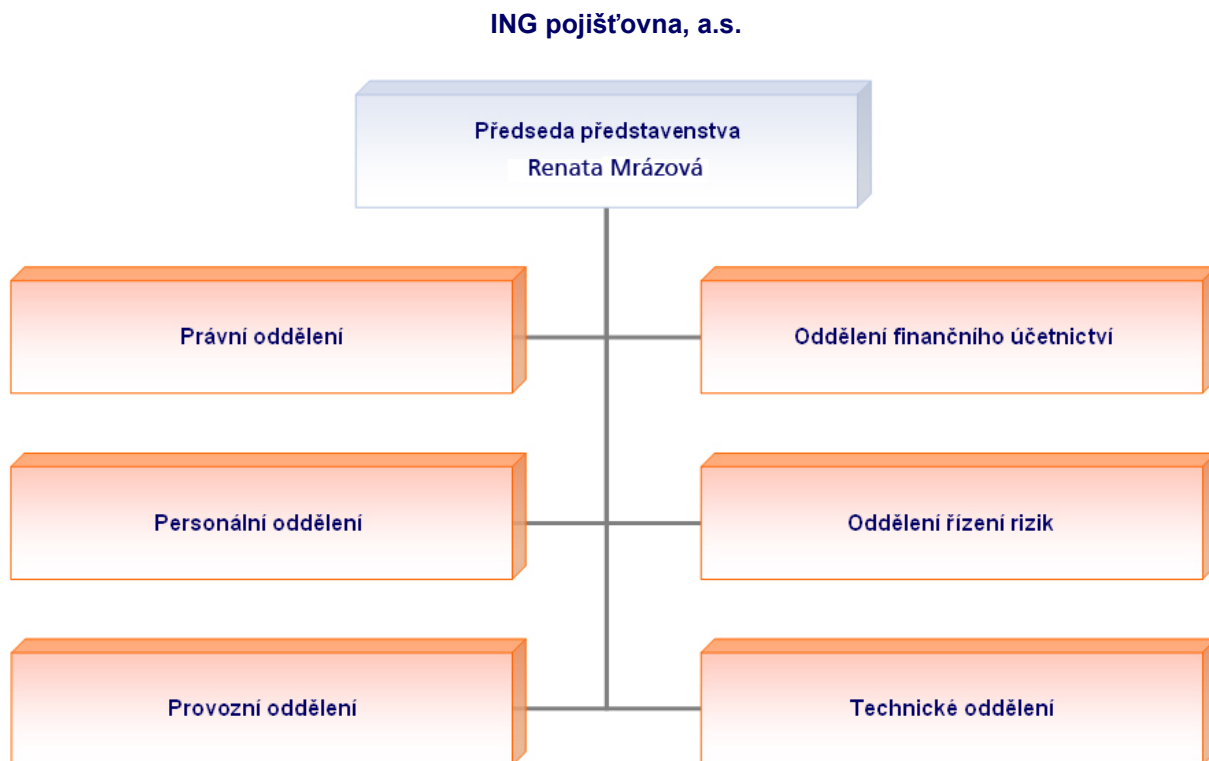 ING pojišťovna, a.s.
Předseda představenstva
Renata Mrázová
Právní oddělení
Oddělení finančního účetnictví
Personální oddělení
Oddělení řízení rizik
Provozní oddělení
Technické oddělení